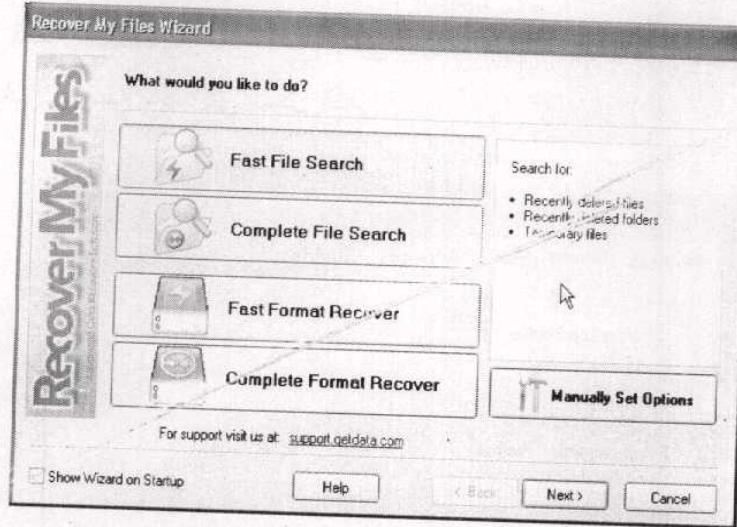 Recover My Files Wizard
Recover My Files
What would you like to do?
Fast File Search
Complete File Search
Fast Format Recover
Complete Format Recover
Search for:
• Recently deleted files
• Recently deleted folders
• Temporary files
Manually Set Options
For support visit us at: support.getdata.com
Show Wizard on Startup
Help
< Back
Next >
Cancel